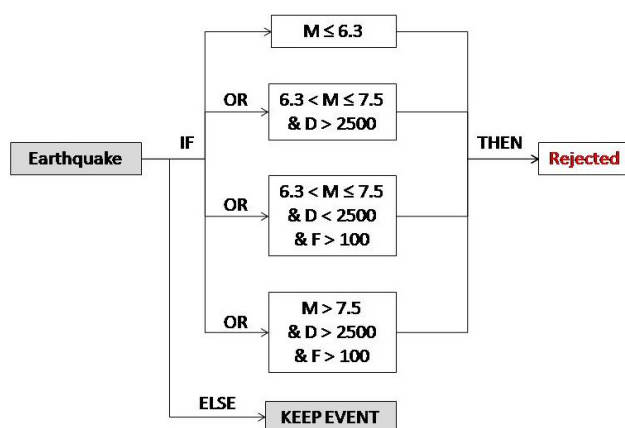 M ≤ 6.3
OR
6.3 < M ≤ 7.5
& D > 2500
IF
THEN
Earthquake
Rejected
OR
6.3 < M ≤ 7.5
& D < 2500
& F > 100
OR
M > 7.5
& D > 2500
& F > 100
ELSE
KEEP EVENT